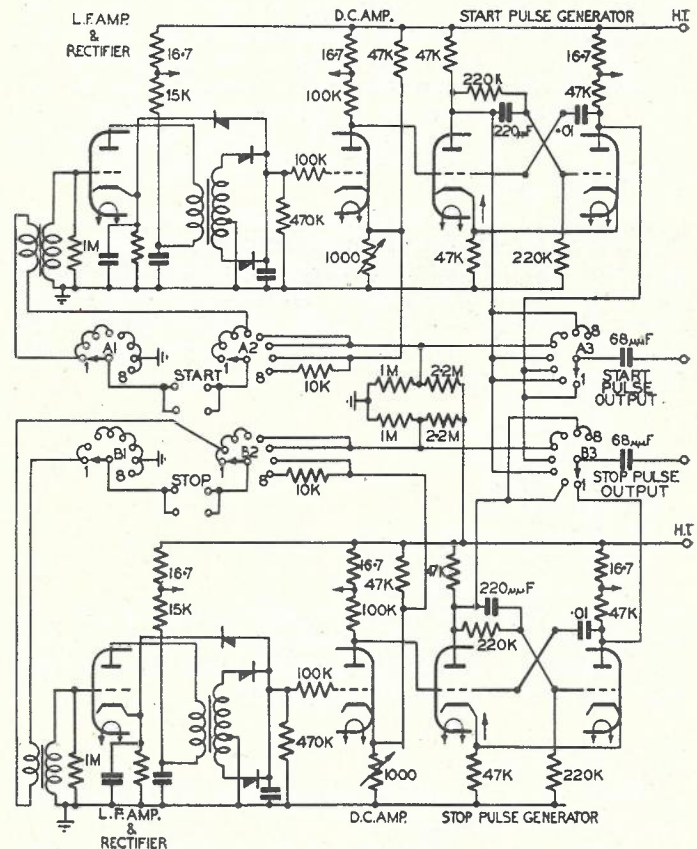 L.F. AMP.
&
RECTIFIER
D.C. AMP.
START PULSE GENERATOR
H.T.
16·7
15K
16·7
100K
47K
47K
220K
220μμF
·01
16·7
47K
1M
100K
470K
1000
47K
220K
A1
1
8
START
A2
1
8
10K
1M
2·2M
1M
2·2M
8
A3
1
68μμF
START
PULSE
OUTPUT
B1
1
8
STOP
B2
1
8
10K
8
B3
1
68μμF
STOP PULSE
OUTPUT
H.T.
16·7
15K
16·7
47K
100K
47K
220μμF
220K
·01
16·7
47K
1M
100K
470K
1000
47K
220K
L.F. AMP.
&
RECTIFIER
D.C. AMP.
STOP PULSE GENERATOR